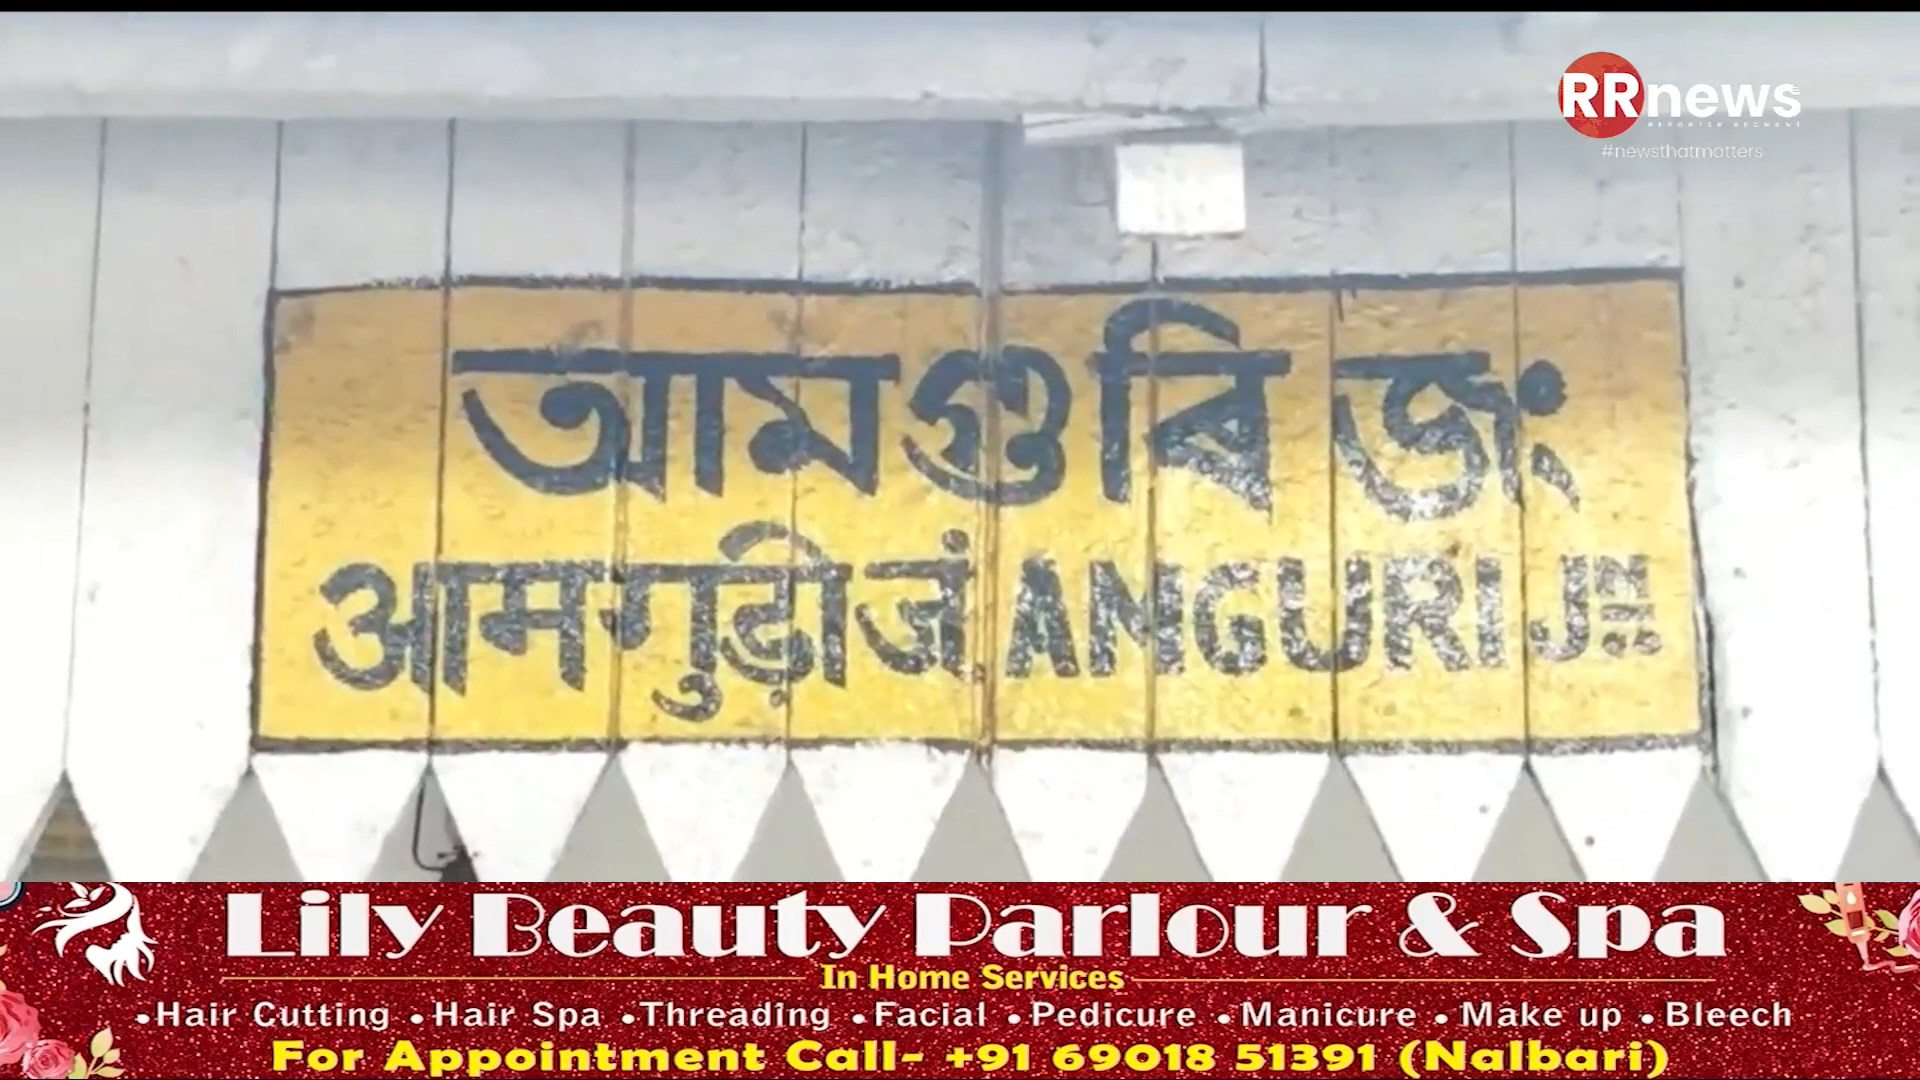 RRnews
#newsthatmatters
আমগুৰি জং
आमगुड़ी जं ANGURI JN.
Lily Beauty Parlour & Spa
In Home Services
•Hair Cutting •Hair Spa •Threading •Facial •Pedicure •Manicure •Make up •Bleech
For Appointment Call- +91 69018 51391 (Nalbari)